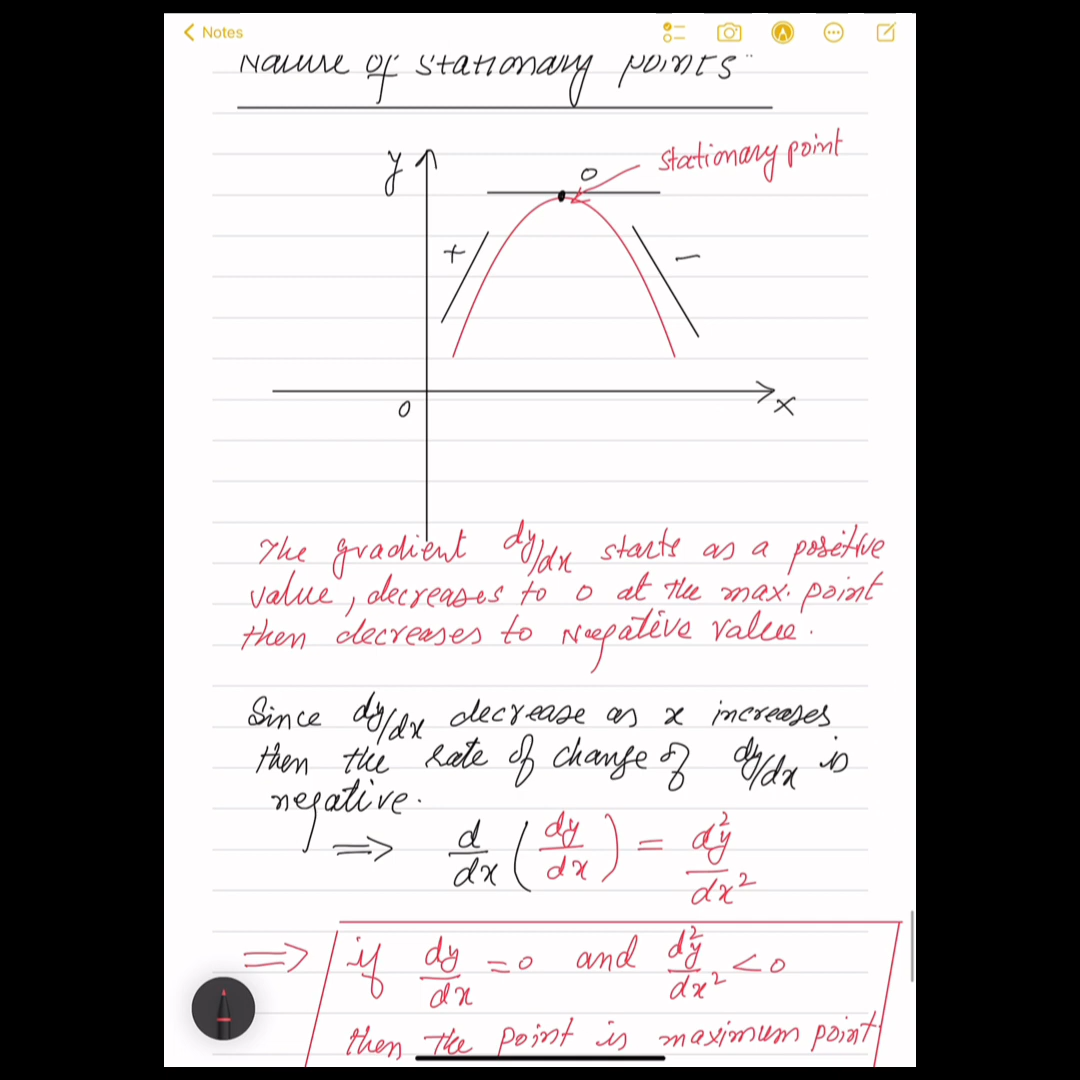 Notes
Nature of stationary points
y
0
stationary point
+
−
0
x
The gradient dy/dx starts as a positive
value, decreases to 0 at the max. point
then decreases to Negative value.
Since dy/dx decrease as x increases
then the rate of change of dy/dx is
negative.
⟹ d/dx (dy/dx) = d²y/dx²
⟹ if dy/dx = 0 and d²y/dx² < 0
then the point is maximum point